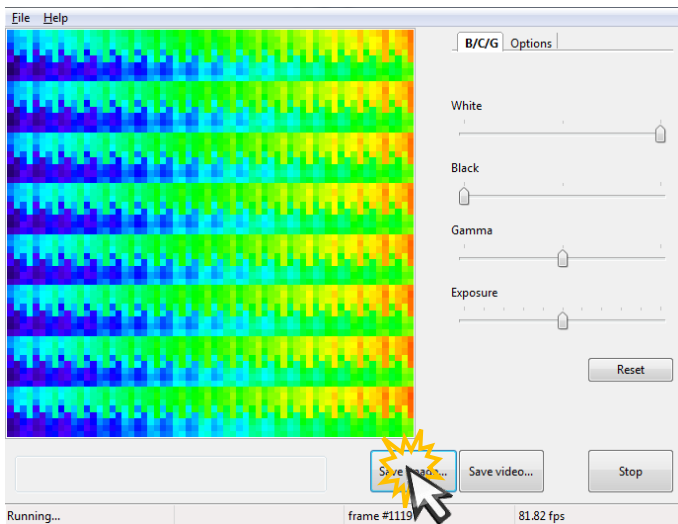 File Help
B/C/G Options
White
Black
Gamma
Exposure
Reset
Save video... Stop
Running... frame #1119 81.82 fps